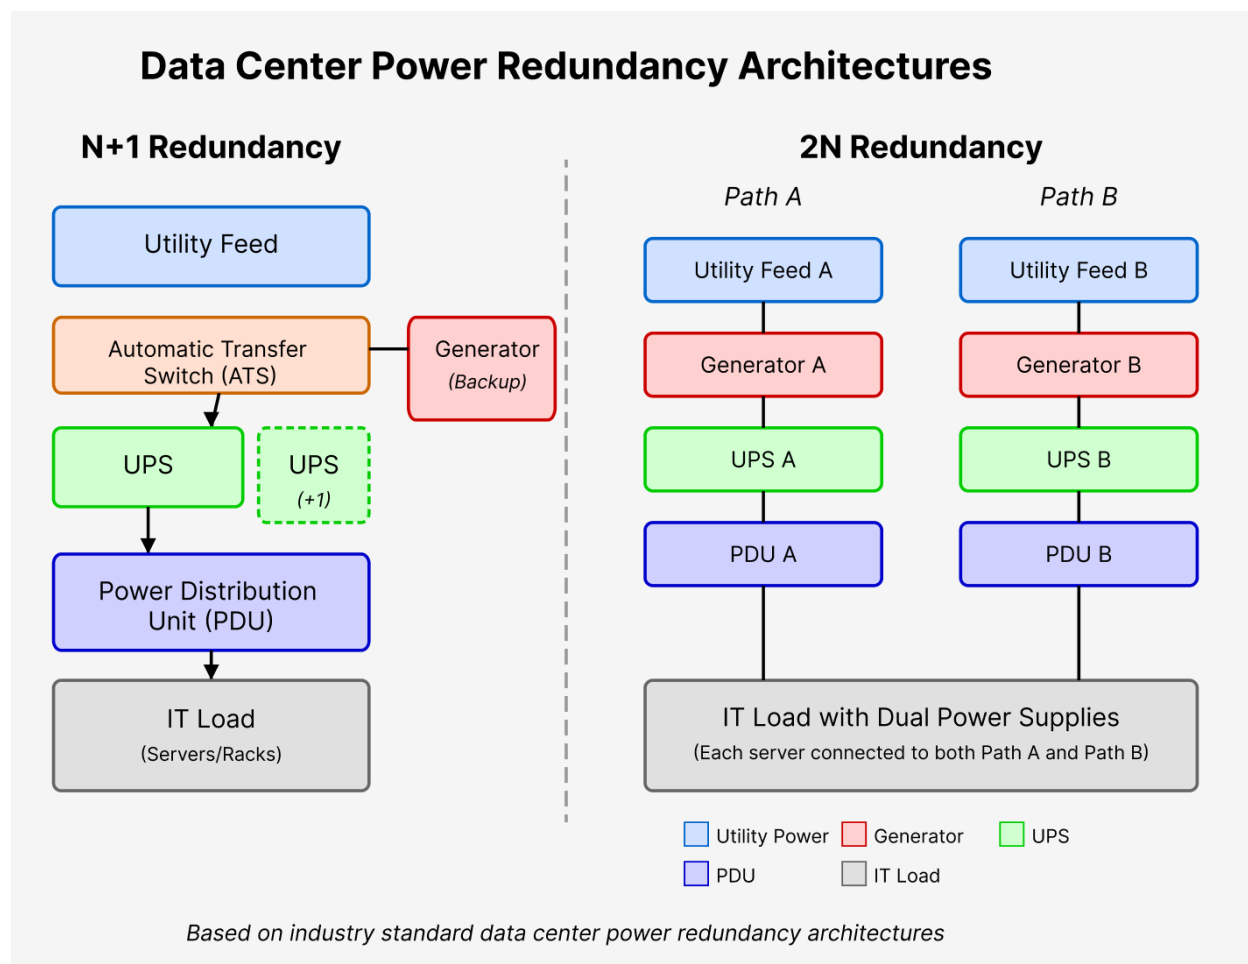 Data Center Power Redundancy Architectures
N+1 Redundancy
Utility Feed
Automatic Transfer
Switch (ATS)
Generator
(Backup)
UPS
UPS
(+1)
Power Distribution
Unit (PDU)
IT Load
(Servers/Racks)
2N Redundancy
Path A
Path B
Utility Feed A
Utility Feed B
Generator A
Generator B
UPS A
UPS B
PDU A
PDU B
IT Load with Dual Power Supplies
(Each server connected to both Path A and Path B)
Utility Power
Generator
UPS
PDU
IT Load
Based on industry standard data center power redundancy architectures